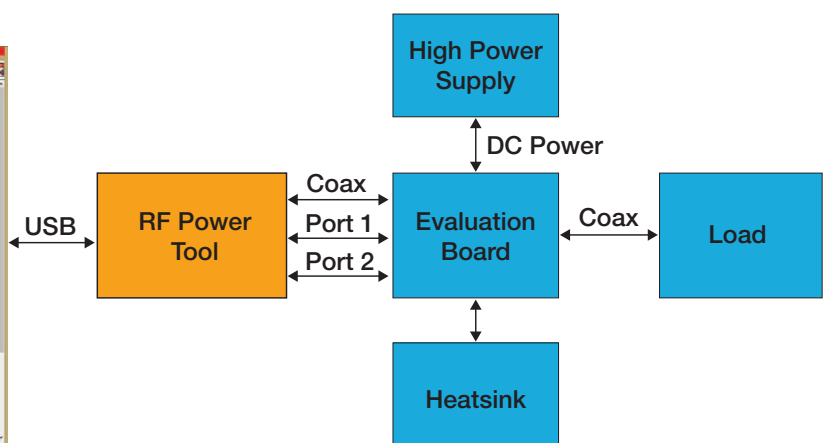 High Power
Supply
DC Power
USB
RF Power
Tool
Coax
Port 1
Port 2
Evaluation
Board
Coax
Load
Heatsink